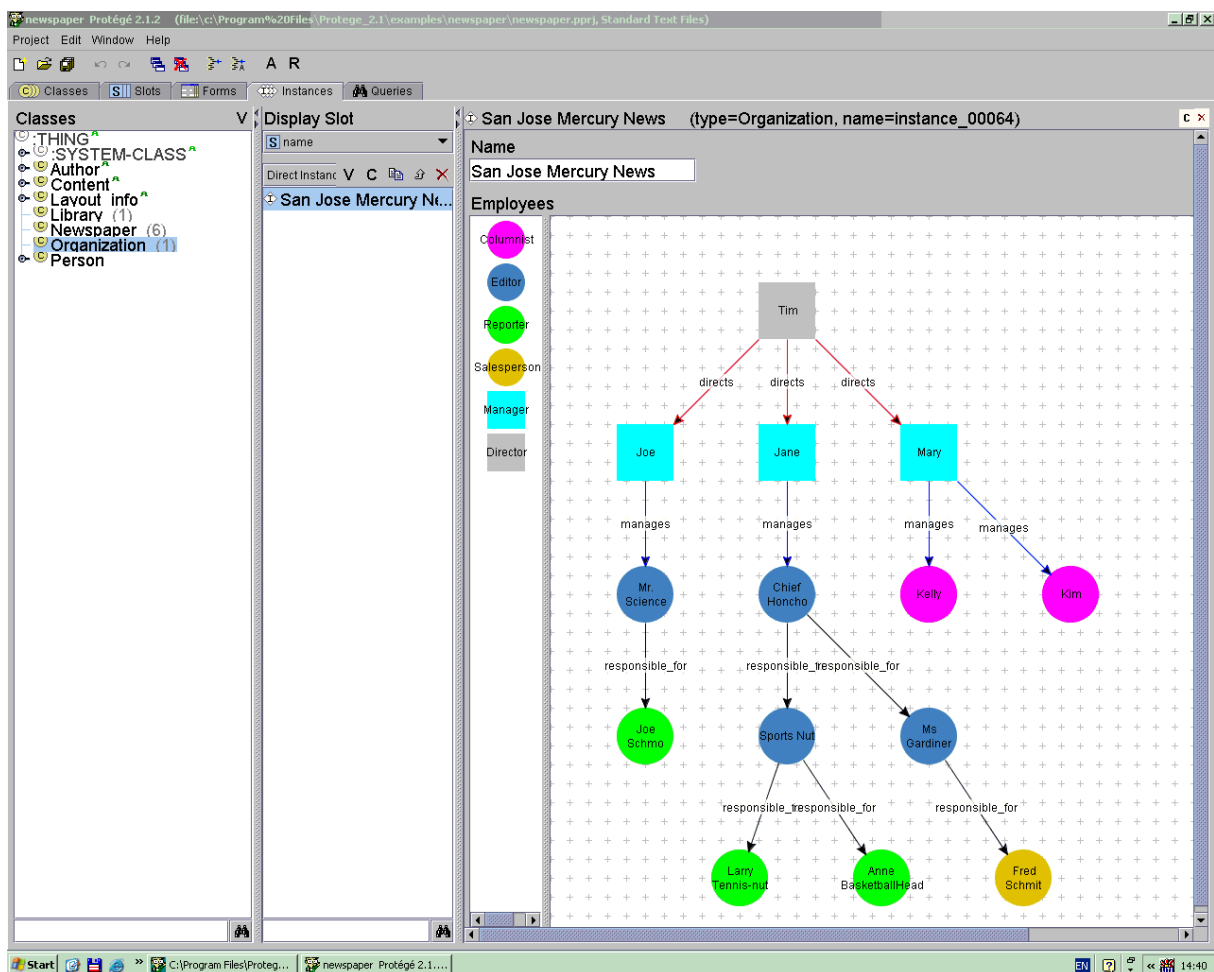 newspaper Protégé 2.1.2 (file:\c:\Program%20Files\Protege_2.1\examples\newspaper\newspaper.pprj, Standard Text Files)
Project Edit Window Help
A R
C Classes S Slots Forms Instances Queries
Classes V
:THING A
:SYSTEM-CLASS A
Author A
Content A
Layout_info A
Library (1)
Newspaper (6)
Organization (1)
Person
Display Slot
S name
Direct Instanc V C
San Jose Mercury Ne...
San Jose Mercury News (type=Organization, name=instance_00064) C ×
Name
San Jose Mercury News
Employees
Columnist
Editor
Reporter
Salesperson
Manager
Director
Tim
directs directs directs
Joe Jane Mary
manages manages manages manages
Mr. Science
Chief Honcho
Kelly Kim
responsible_for responsible_f responsible_for
Joe Schmo
Sports Nut
Ms Gardiner
responsible_f responsible_for responsible_for
Larry Tennis-nut
Anne BasketballHead
Fred Schmit
Start » C:\Program Files\Proteg... newspaper Protégé 2.1.... EN ? « 14:40